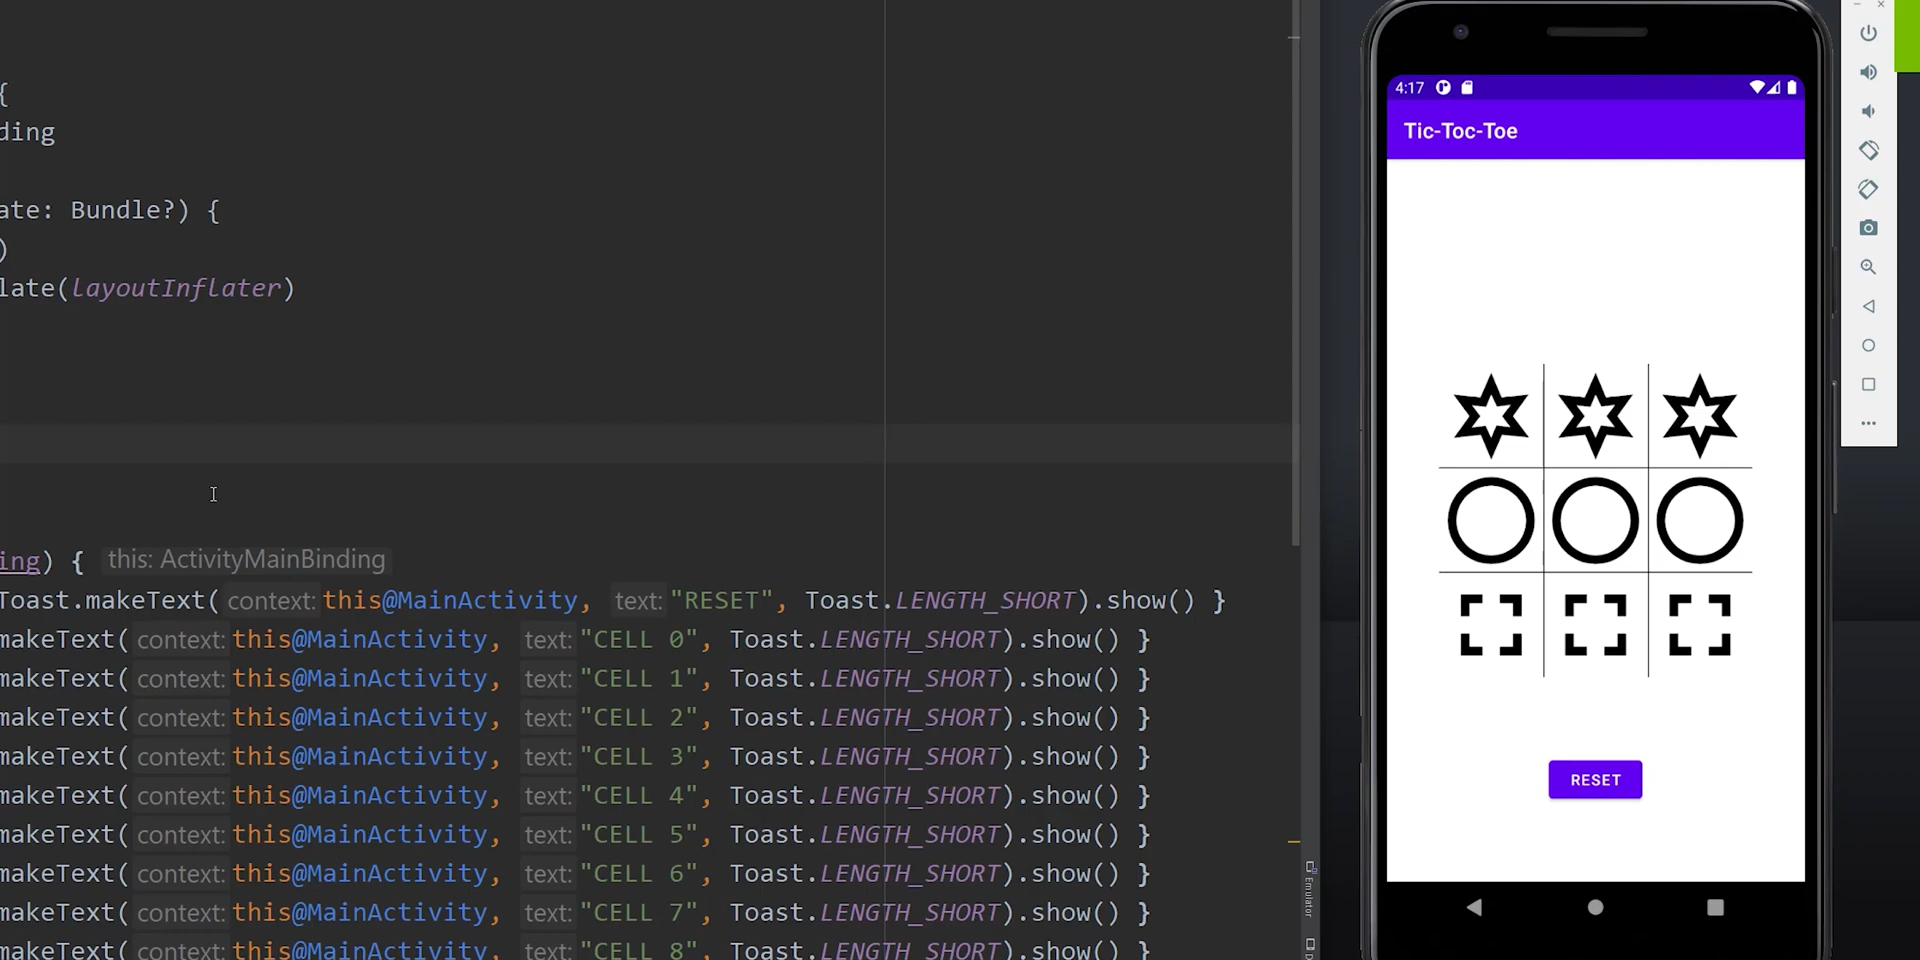 {
ding
ate: Bundle?) {
)
late(layoutInflater)
ing) { this: ActivityMainBinding
Toast.makeText( context: this@MainActivity, text: "RESET", Toast.LENGTH_SHORT).show() }
makeText( context: this@MainActivity, text: "CELL 0", Toast.LENGTH_SHORT).show() }
makeText( context: this@MainActivity, text: "CELL 1", Toast.LENGTH_SHORT).show() }
makeText( context: this@MainActivity, text: "CELL 2", Toast.LENGTH_SHORT).show() }
makeText( context: this@MainActivity, text: "CELL 3", Toast.LENGTH_SHORT).show() }
makeText( context: this@MainActivity, text: "CELL 4", Toast.LENGTH_SHORT).show() }
makeText( context: this@MainActivity, text: "CELL 5", Toast.LENGTH_SHORT).show() }
makeText( context: this@MainActivity, text: "CELL 6", Toast.LENGTH_SHORT).show() }
makeText( context: this@MainActivity, text: "CELL 7", Toast.LENGTH_SHORT).show() }
makeText( context: this@MainActivity, text: "CELL 8", Toast.LENGTH_SHORT).show() }
Emulator
4:17
Tic-Toc-Toe
RESET